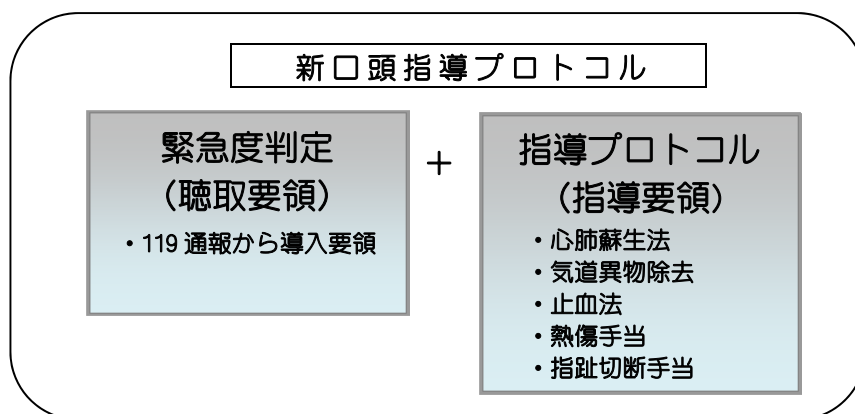 新口頭指導プロトコル
緊急度判定
（聴取要領）
・119 通報から導入要領
＋
指導プロトコル
（指導要領）
・心肺蘇生法
・気道異物除去
・止血法
・熱傷手当
・指趾切断手当